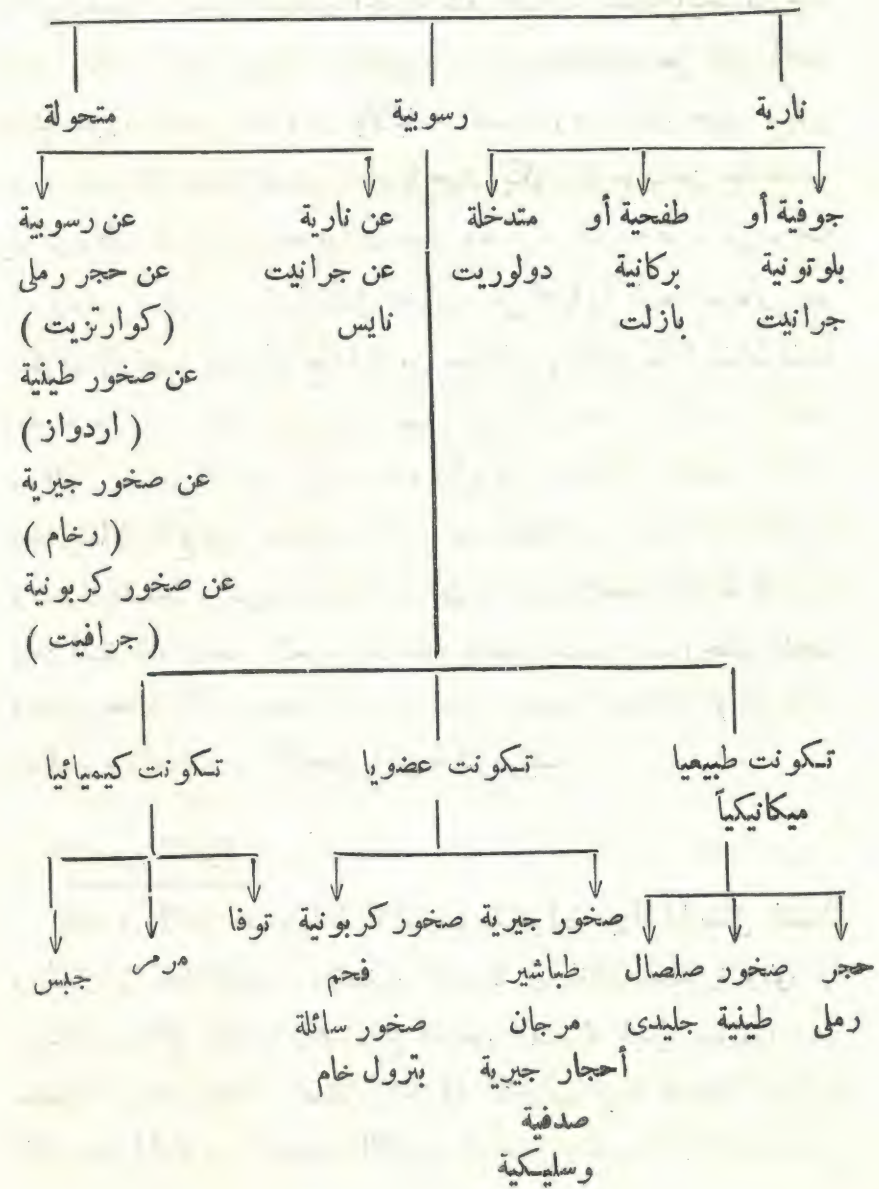 نارية رسوبية متحولة
جوفية أو طفحية أو متدخلة عن نارية عن رسوبية
بلوتونية بركانية دولوريت عن جرانيت عن حجر رملى
جرانيت بازلت نايس (كوارتزيت)
عن صخور طينية
(اردواز)
عن صخور جيرية
(رخام)
عن صخور كربونية
(جرافيت)
تكونت طبيعيا تكونت عضويا تكونت كيميائيا
ميكانيكياً
صخور جيرية صخور كربونية توفا مرمر جبس
حجر صخور صلصال طباشير فحم
رملى طينية جليدى مرجان صخور سائلة
أحجار جيرية بترول خام
صدفية
وسليكية